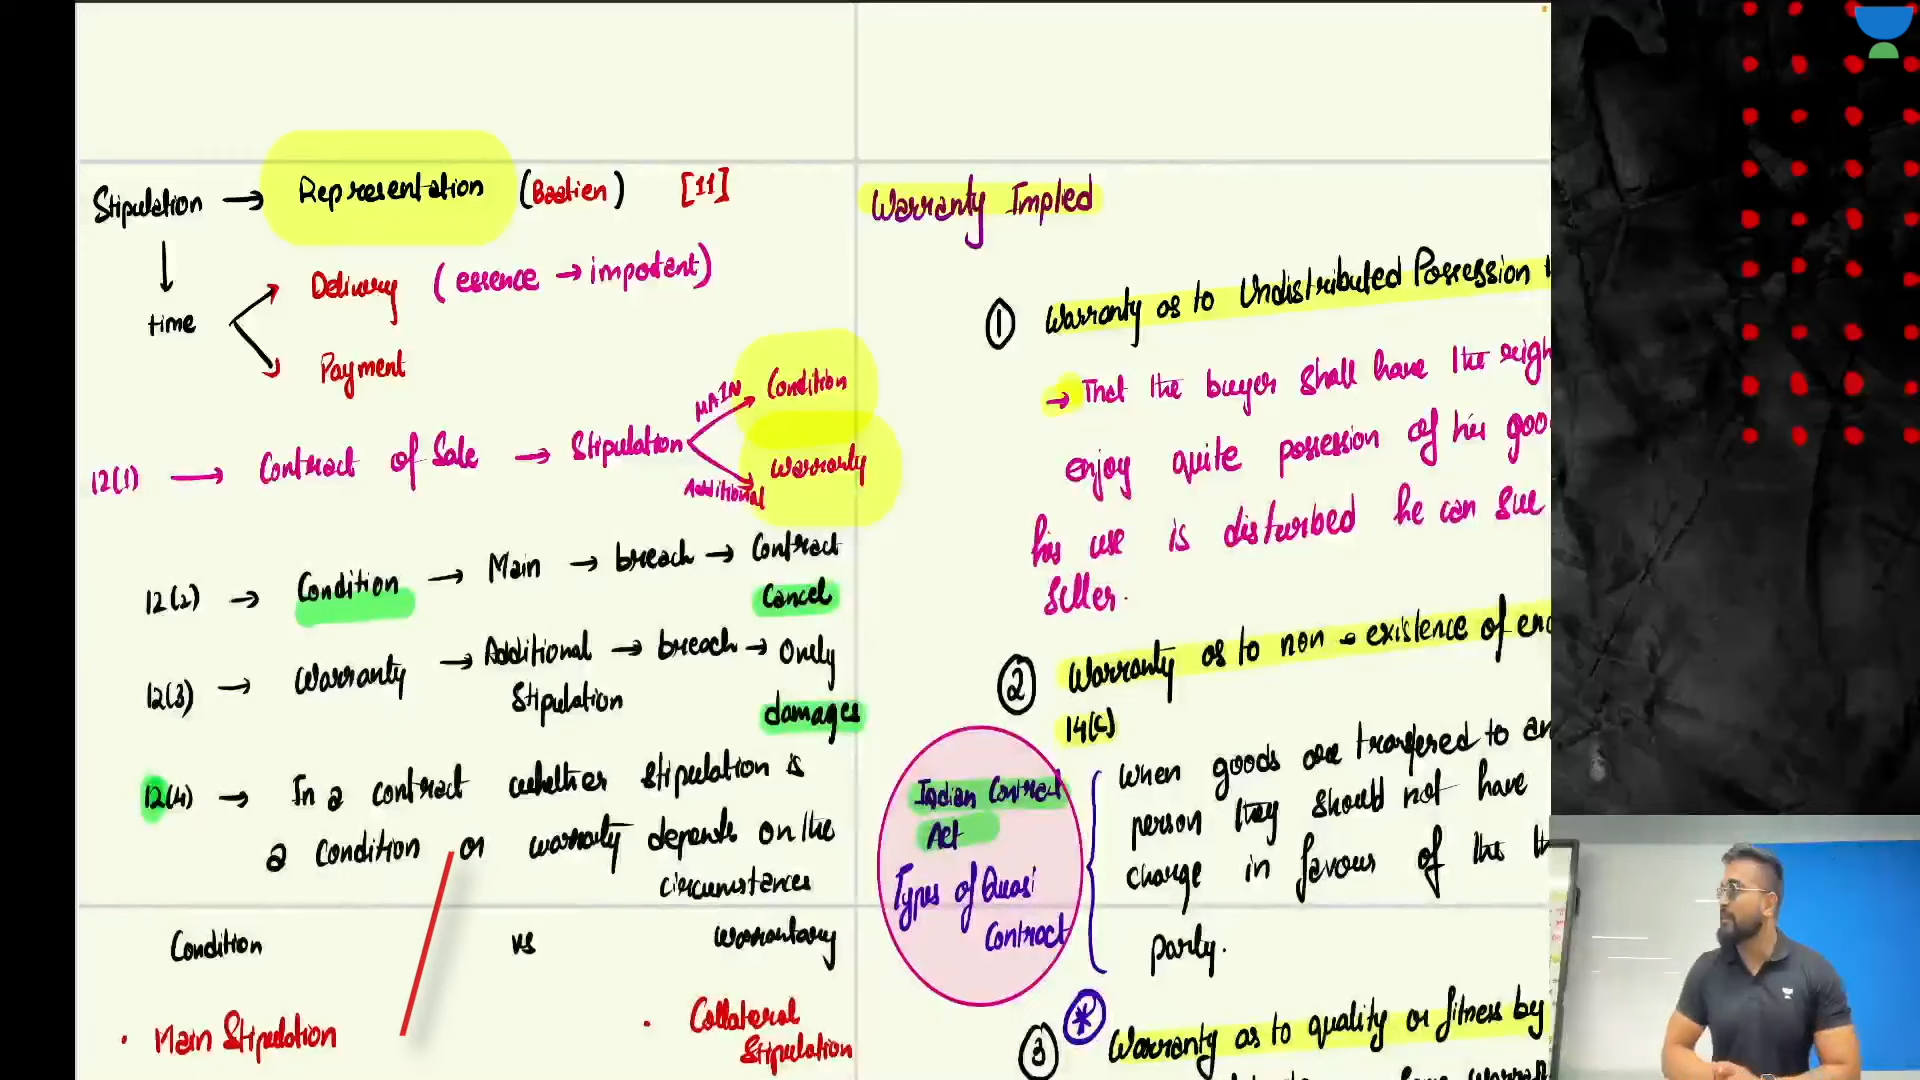 Stipulation → Representation (Baatien) [11]
↓
time
Delivery (essence → impotent)
Payment
12(1) → Contract of Sale → Stipulation
MAIN Condition
Additional Warranty
12(2) → Condition → Main → breach → Contract
Cancel
12(3) → Warranty → Additional → breach → Only
Stipulation damages
12(4) → In a contract whether stipulation is
a condition or warranty depends on the
circumstances
Condition vs warrantary
· Main Stipulation · Collateral
Stipulation
Warranty Implied
① Warranty as to Undistributed Possession
→ That the buyer shall have the
enjoy quite possession of his
his use is disturbed he can sue
Seller.
② Warranty as to non-existence of
14(c)
When goods are transfered to
person they should not have
charge in favour of the
party.
Indian Contract
Act
Types of Quasi
Contract
* ③ Warranty as to quality or fitness by